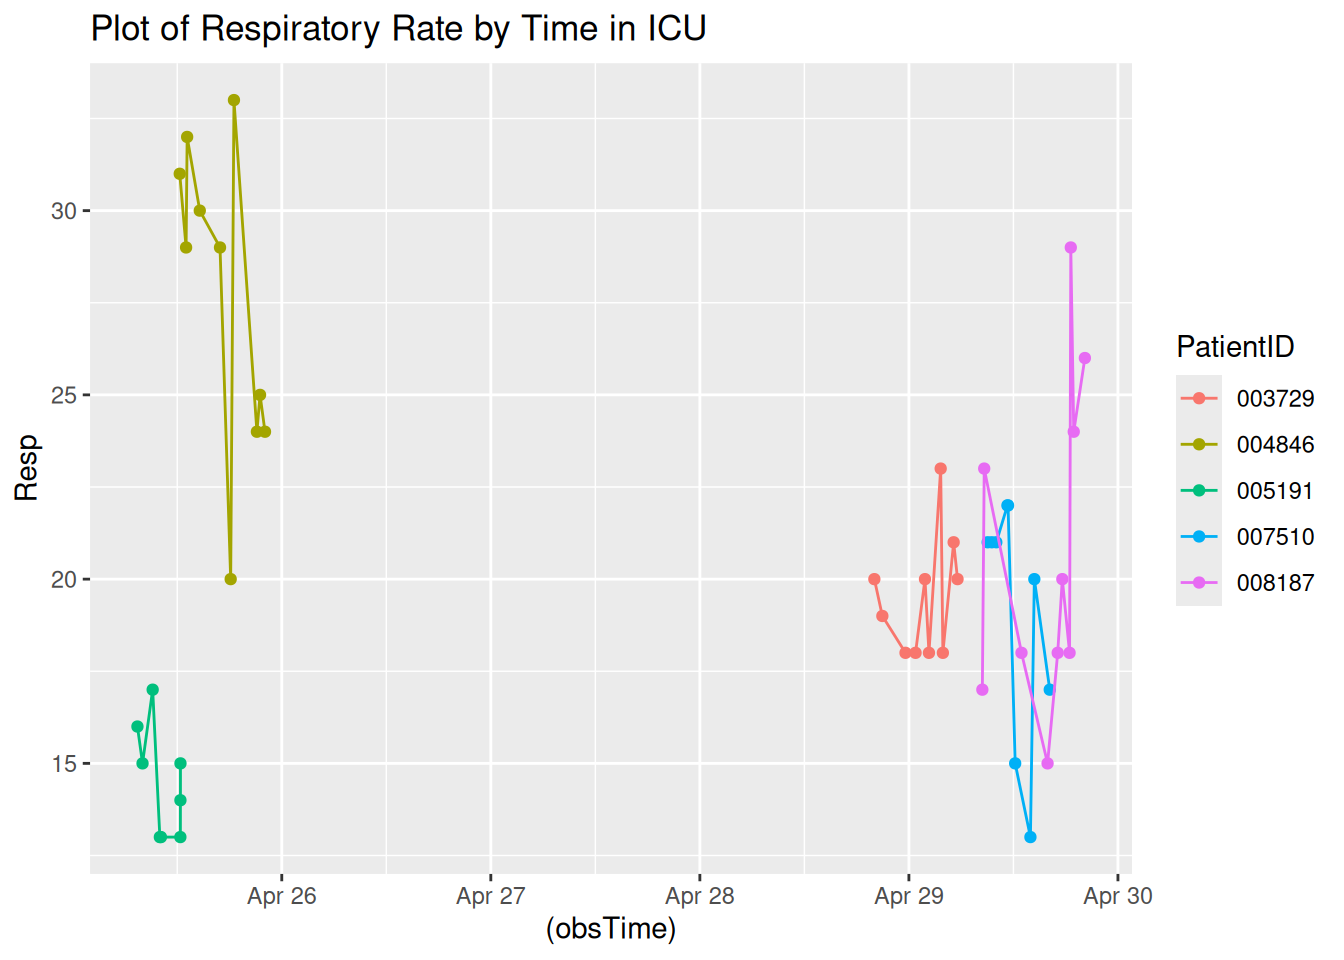 Plot of Respiratory Rate by Time in ICU
Resp
30
25
20
15
Apr 26
Apr 27
Apr 28
Apr 29
Apr 30
(obsTime)
PatientID
003729
004846
005191
007510
008187